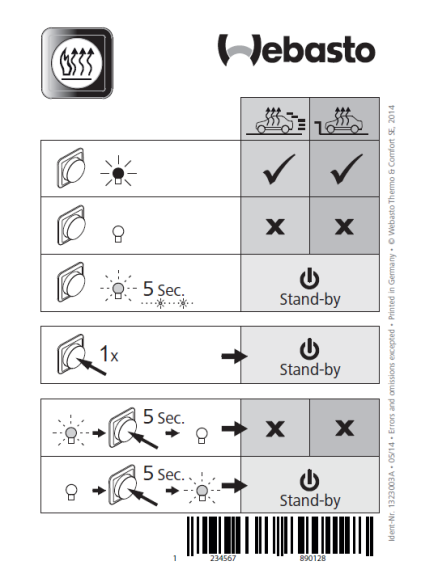 Webasto
5 Sec.
Stand-by
1x
Stand-by
5 Sec.
5 Sec.
Stand-by
1 234567 890128
Ident-Nr. 1323003A • 05/14 • Errors and omissions excepted • Printed in Germany • © Webasto Thermo & Comfort SE, 2014